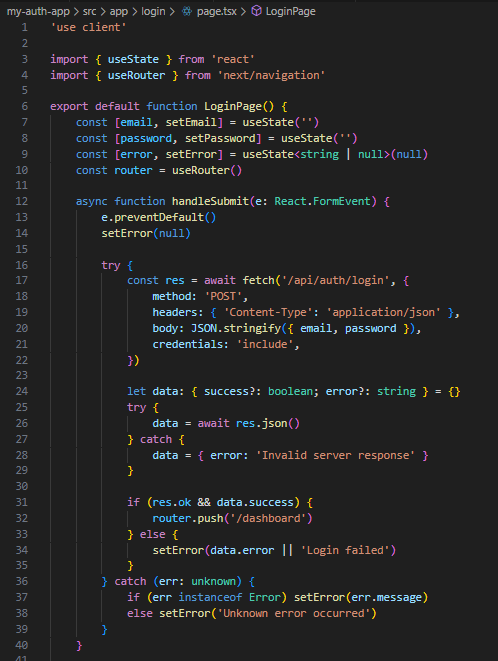 my-auth-app > src > app > login > page.tsx > LoginPage
1 'use client'
2
3 import { useState } from 'react'
4 import { useRouter } from 'next/navigation'
5
6 export default function LoginPage() {
7     const [email, setEmail] = useState('')
8     const [password, setPassword] = useState('')
9     const [error, setError] = useState<string | null>(null)
10     const router = useRouter()
11
12     async function handleSubmit(e: React.FormEvent) {
13         e.preventDefault()
14         setError(null)
15
16         try {
17             const res = await fetch('/api/auth/login', {
18                 method: 'POST',
19                 headers: { 'Content-Type': 'application/json' },
20                 body: JSON.stringify({ email, password }),
21                 credentials: 'include',
22             })
23
24             let data: { success?: boolean; error?: string } = {}
25             try {
26                 data = await res.json()
27             } catch {
28                 data = { error: 'Invalid server response' }
29             }
30
31             if (res.ok && data.success) {
32                 router.push('/dashboard')
33             } else {
34                 setError(data.error || 'Login failed')
35             }
36         } catch (err: unknown) {
37             if (err instanceof Error) setError(err.message)
38             else setError('Unknown error occurred')
39         }
40     }
41